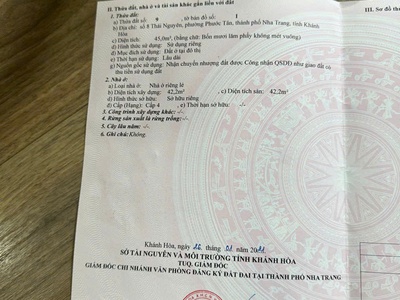 II. Thửa đất, nhà ở và tài sản khác gắn liền với đất
III. Sơ đồ thử
1. Thửa đất:
a) Thửa đất số: 9 , tờ bản đồ số: 1
b) Địa chỉ: số 8 Thái Nguyên, phường Phước Tân, thành phố Nha Trang, tỉnh Khánh
Hòa
c) Diện tích: 45,0m², (bằng chữ: Bốn mươi lăm phẩy không mét vuông)
d) Hình thức sử dụng: Sử dụng riêng
đ) Mục đích sử dụng: Đất ở tại đô thị
e) Thời hạn sử dụng: Lâu dài
g) Nguồn gốc sử dụng: Nhận chuyển nhượng đất được Công nhận QSDĐ như giao đất có
thu tiền sử dụng đất
2. Nhà ở:
a) Loại nhà ở: Nhà ở riêng lẻ
b) Diện tích xây dựng: 42,2m² , c) Diện tích sàn: 42,2m²
d) Hình thức sở hữu: Sở hữu riêng
đ) Cấp (Hạng): Cấp 4 , e) Thời hạn sở hữu: -/-
3. Công trình xây dựng khác: -/-
4. Rừng sản xuất là rừng trồng: -/-
5. Cây lâu năm: -/-
6. Ghi chú: Không.
Khánh Hòa, ngày tháng 01 năm
SỞ TÀI NGUYÊN VÀ MÔI TRƯỜNG TỈNH KHÁNH HÒA
TUQ. GIÁM ĐỐC
GIÁM ĐỐC CHI NHÁNH VĂN PHÒNG ĐĂNG KÝ ĐẤT ĐAI TẠI THÀNH PHỐ NHA TRANG